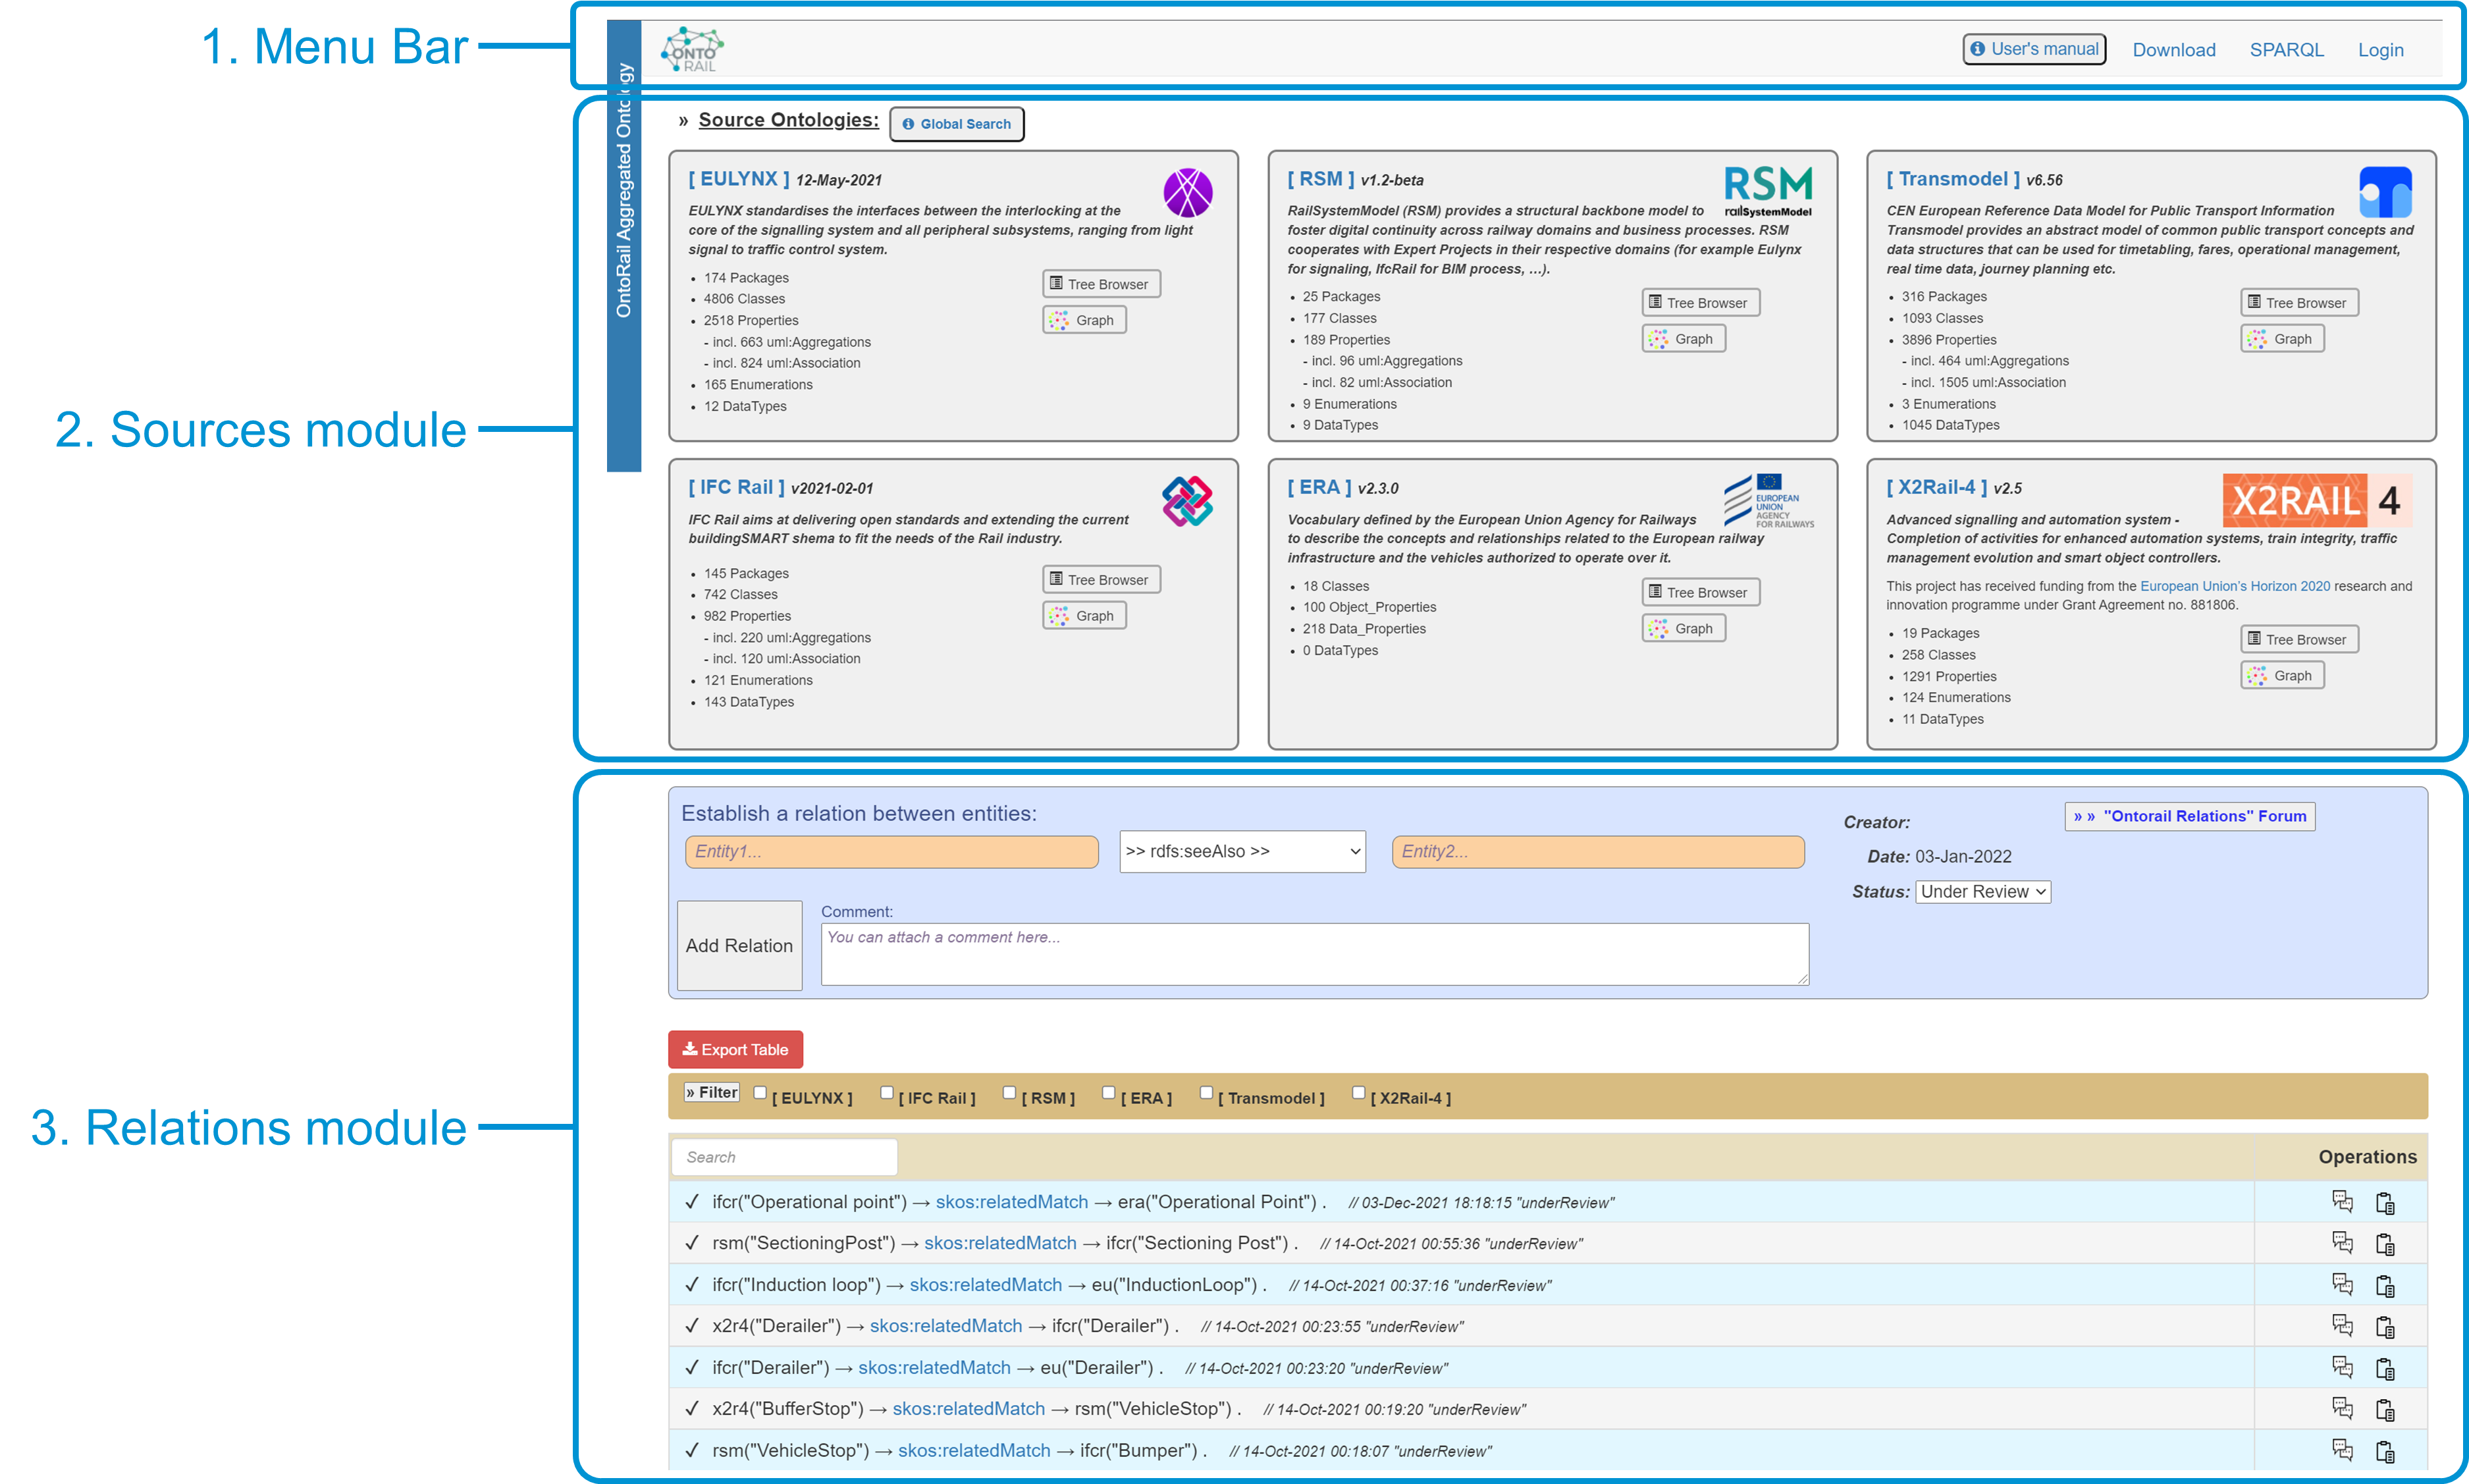 1. Menu Bar
ONTO
RAIL
User's manual
Download
SPARQL
Login
OntoRail Aggregated Ontology
2. Sources module
» Source Ontologies:
Global Search
[ EULYNX ] 12-May-2021
EULYNX standardises the interfaces between the interlocking at the
core of the signalling system and all peripheral subsystems, ranging from light
signal to traffic control system.
• 174 Packages
• 4806 Classes
• 2518 Properties
- incl. 663 uml:Aggregations
- incl. 824 uml:Association
• 165 Enumerations
• 12 DataTypes
Tree Browser
Graph
[ RSM ] v1.2-beta
RSM
railSystemModel
RailSystemModel (RSM) provides a structural backbone model to
foster digital continuity across railway domains and business processes. RSM
cooperates with Expert Projects in their respective domains (for example Eulynx
for signaling, IfcRail for BIM process, ...).
• 25 Packages
• 177 Classes
• 189 Properties
- incl. 96 uml:Aggregations
- incl. 82 uml:Association
• 9 Enumerations
• 9 DataTypes
Tree Browser
Graph
[ Transmodel ] v6.56
CEN European Reference Data Model for Public Transport Information
Transmodel provides an abstract model of common public transport concepts and
data structures that can be used for timetabling, fares, operational management,
real time data, journey planning etc.
• 316 Packages
• 1093 Classes
• 3896 Properties
- incl. 464 uml:Aggregations
- incl. 1505 uml:Association
• 3 Enumerations
• 1045 DataTypes
Tree Browser
Graph
[ IFC Rail ] v2021-02-01
IFC Rail aims at delivering open standards and extending the current
buildingSMART shema to fit the needs of the Rail industry.
• 145 Packages
• 742 Classes
• 982 Properties
- incl. 220 uml:Aggregations
- incl. 120 uml:Association
• 121 Enumerations
• 143 DataTypes
Tree Browser
Graph
[ ERA ] v2.3.0
EUROPEAN
UNION
AGENCY
FOR RAILWAYS
Vocabulary defined by the European Union Agency for Railways
to describe the concepts and relationships related to the European railway
infrastructure and the vehicles authorized to operate over it.
• 18 Classes
• 100 Object_Properties
• 218 Data_Properties
• 0 DataTypes
Tree Browser
Graph
[ X2Rail-4 ] v2.5
X2RAIL 4
Advanced signalling and automation system -
Completion of activities for enhanced automation systems, train integrity, traffic
management evolution and smart object controllers.
This project has received funding from the European Union's Horizon 2020 research and
innovation programme under Grant Agreement no. 881806.
• 19 Packages
• 258 Classes
• 1291 Properties
• 124 Enumerations
• 11 DataTypes
Tree Browser
Graph
3. Relations module
Establish a relation between entities:
Entity1...
>> rdfs:seeAlso >>
Entity2...
Add Relation
Comment:
You can attach a comment here...
Creator:
Date: 03-Jan-2022
Status: Under Review
» » "Ontorail Relations" Forum
Export Table
» Filter [ EULYNX ] [ IFC Rail ] [ RSM ] [ ERA ] [ Transmodel ] [ X2Rail-4 ]
Search
Operations
✓ ifcr("Operational point") → skos:relatedMatch → era("Operational Point") . // 03-Dec-2021 18:18:15 "underReview"
✓ rsm("SectioningPost") → skos:relatedMatch → ifcr("Sectioning Post") . // 14-Oct-2021 00:55:36 "underReview"
✓ ifcr("Induction loop") → skos:relatedMatch → eu("InductionLoop") . // 14-Oct-2021 00:37:16 "underReview"
✓ x2r4("Derailer") → skos:relatedMatch → ifcr("Derailer") . // 14-Oct-2021 00:23:55 "underReview"
✓ ifcr("Derailer") → skos:relatedMatch → eu("Derailer") . // 14-Oct-2021 00:23:20 "underReview"
✓ x2r4("BufferStop") → skos:relatedMatch → rsm("VehicleStop") . // 14-Oct-2021 00:19:20 "underReview"
✓ rsm("VehicleStop") → skos:relatedMatch → ifcr("Bumper") . // 14-Oct-2021 00:18:07 "underReview"